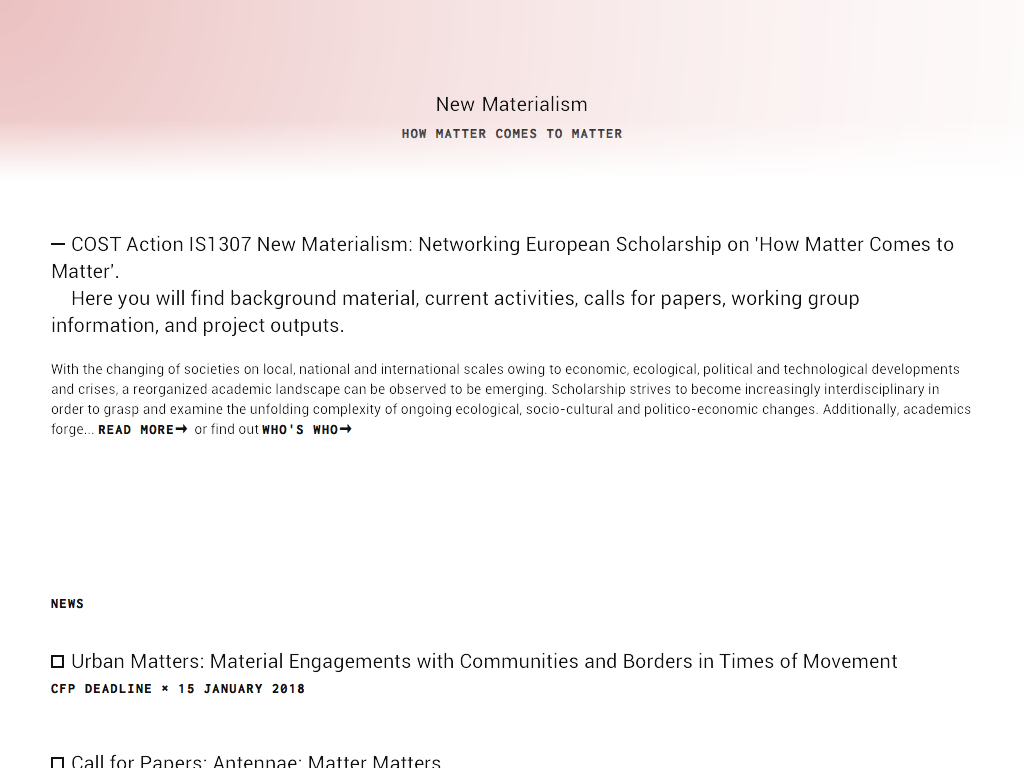 New Materialism
HOW MATTER COMES TO MATTER
— COST Action IS1307 New Materialism: Networking European Scholarship on 'How Matter Comes to
Matter'.
Here you will find background material, current activities, calls for papers, working group
information, and project outputs.
With the changing of societies on local, national and international scales owing to economic, ecological, political and technological developments
and crises, a reorganized academic landscape can be observed to be emerging. Scholarship strives to become increasingly interdisciplinary in
order to grasp and examine the unfolding complexity of ongoing ecological, socio-cultural and politico-economic changes. Additionally, academics
forge... READ MORE→ or find out WHO'S WHO→
NEWS
□ Urban Matters: Material Engagements with Communities and Borders in Times of Movement
CFP DEADLINE × 15 JANUARY 2018
□ Call for Papers: Antennae: Matter Matters